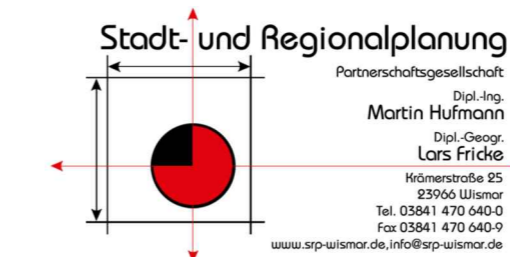 Stadt- und Regionalplanung
Partnerschaftsgesellschaft
Dipl.-Ing.
Martin Hufmann
Dipl.-Geogr.
Lars Fricke
Krämerstraße 25
23966 Wismar
Tel. 03841 470 640-0
Fax 03841 470 640-9
www.srp-wismar.de,info@srp-wismar.de